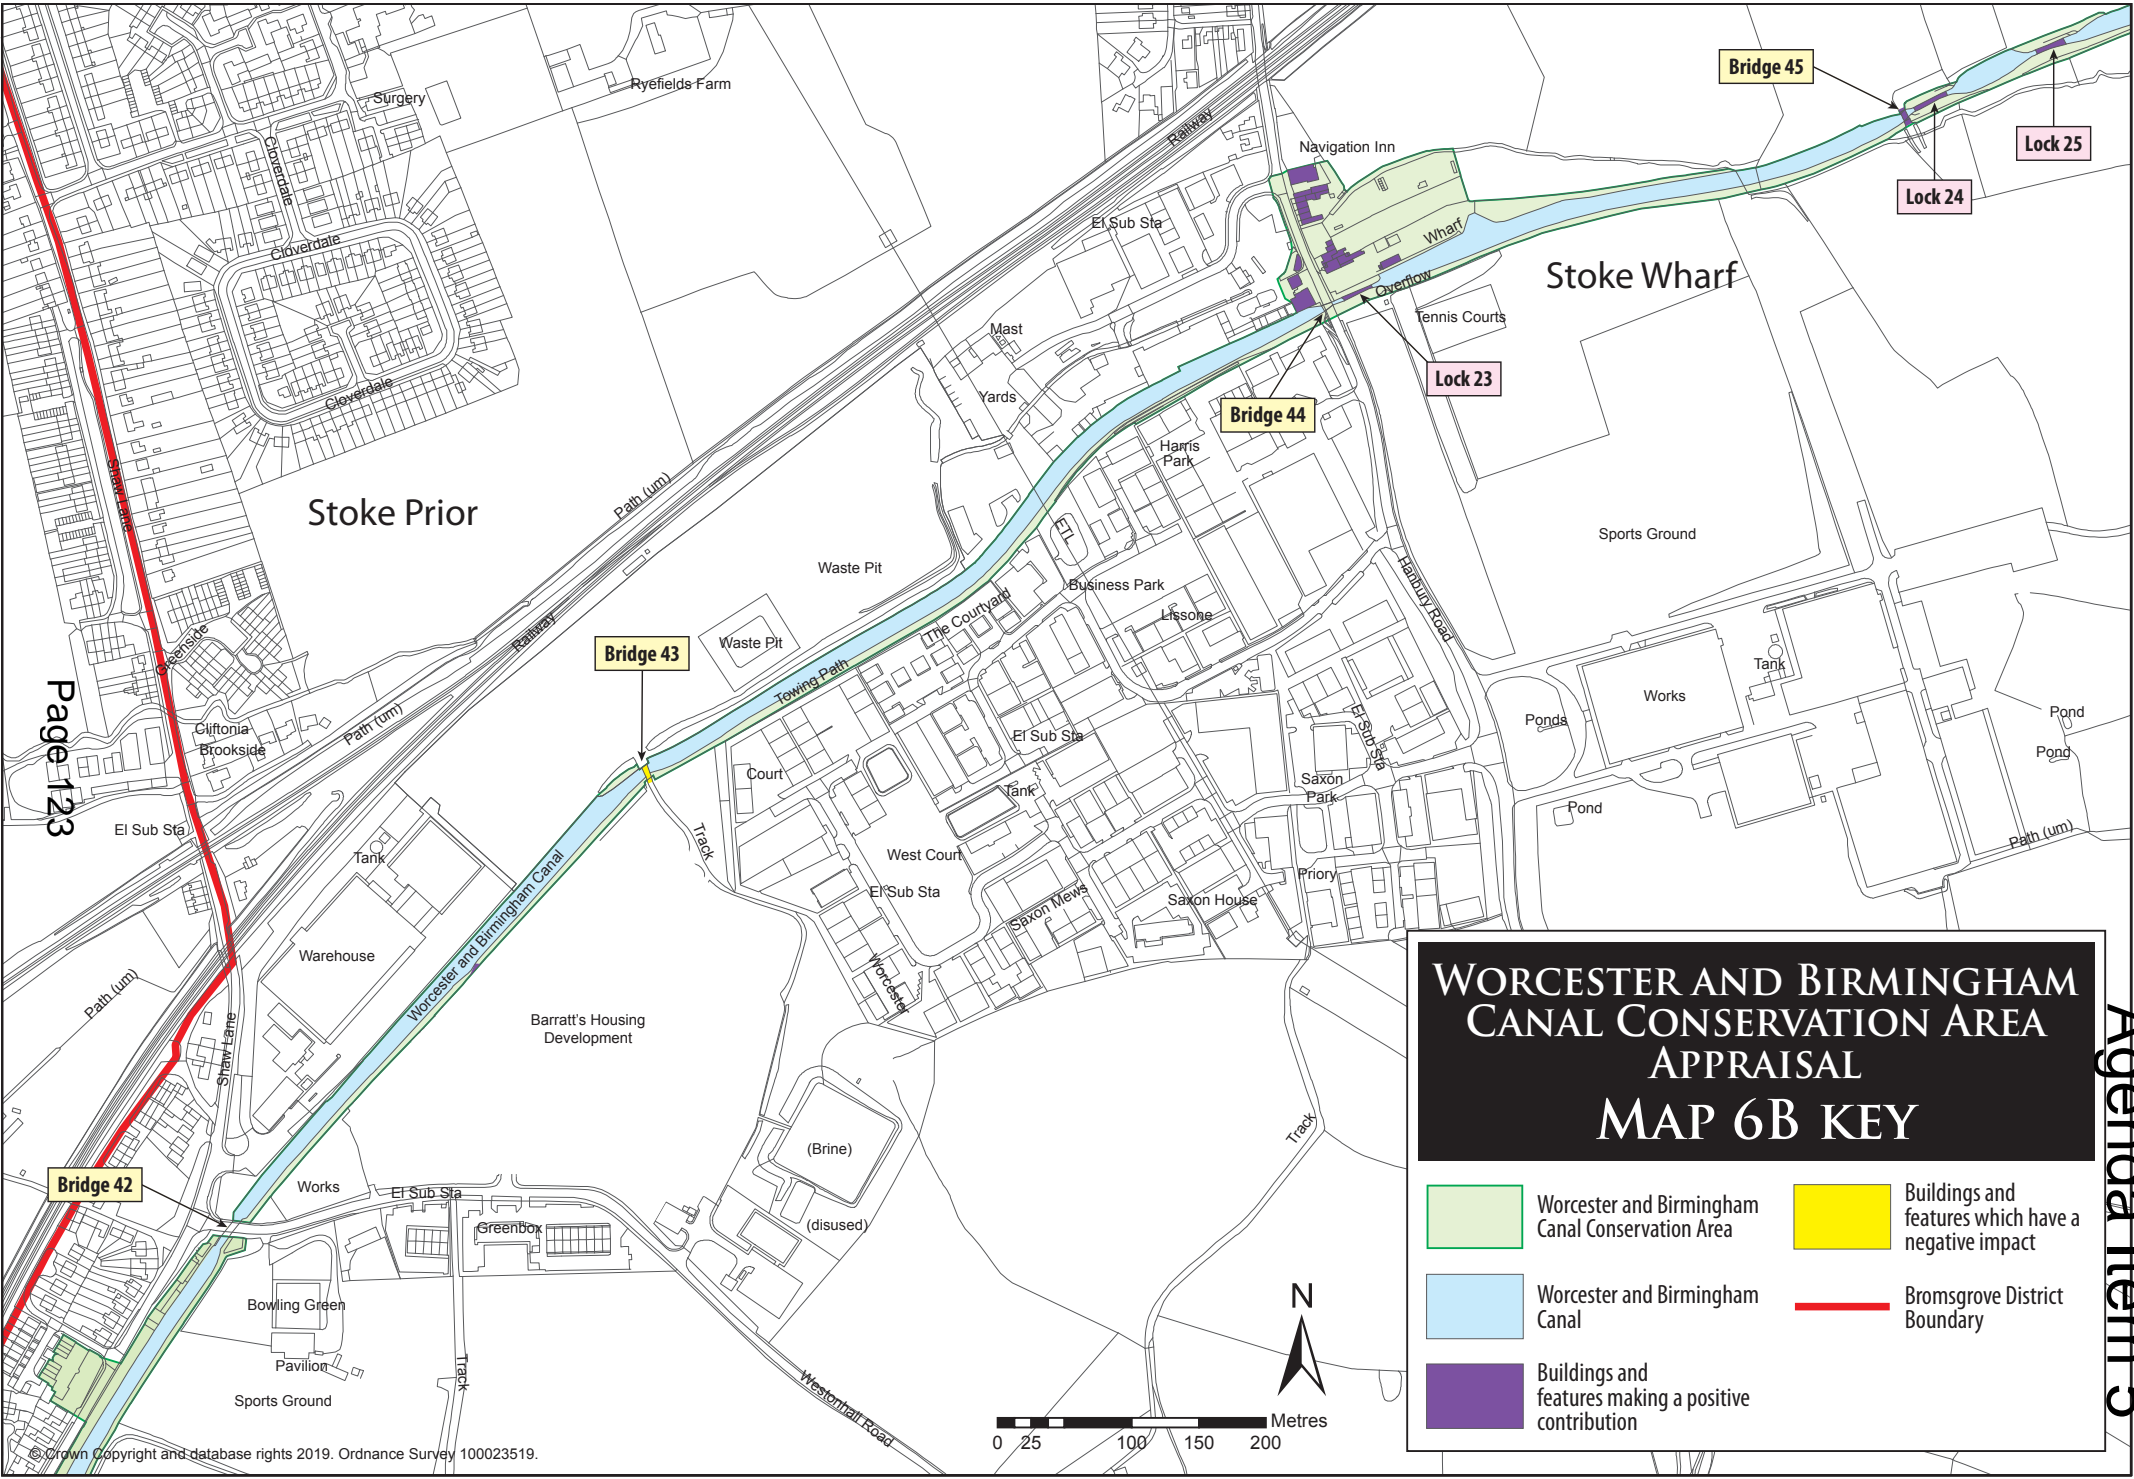 Bridge 45
Lock 25
Lock 24
Ryefields Farm
Surgery
Railway
Navigation Inn
Cloverdale
Cloverdale
Cloverdale
El Sub Sta
Wharf
Overflow
Stoke Wharf
Tennis Courts
Mast
Lock 23
Yards
Bridge 44
Harris
Park
Shaw Lane
Stoke Prior
Path (um)
ETL
Sports Ground
Waste Pit
Business Park
Hanbury Road
The Courtyard
Lissone
Railway
Greenside
Bridge 43
Waste Pit
Towing Path
Tank
Works
Page 123
Cliftonia
Brookside
Path (um)
El Sub Sta
El Sub Sta
Ponds
Pond
Pond
Court
Tank
Saxon
Park
Pond
El Sub Sta
Track
Path (um)
Tank
West Court
El Sub Sta
Priory
Saxon Mews
Saxon House
Worcester and Birmingham Canal
Warehouse
Worcester
Path (um)
Barratt's Housing
Development
Shaw Lane
Track
(Brine)
Bridge 42
Works
El Sub Sta
Greenbox
(disused)
Bowling Green
Pavilion
Sports Ground
Track
Westonhall Road
N
Metres
0 25 100 150 200
© Crown Copyright and database rights 2019. Ordnance Survey 100023519.
WORCESTER AND BIRMINGHAM
CANAL CONSERVATION AREA
APPRAISAL
MAP 6B KEY
Worcester and Birmingham
Canal Conservation Area
Worcester and Birmingham
Canal
Buildings and
features making a positive
contribution
Buildings and
features which have a
negative impact
Bromsgrove District
Boundary
Agenda Item 5